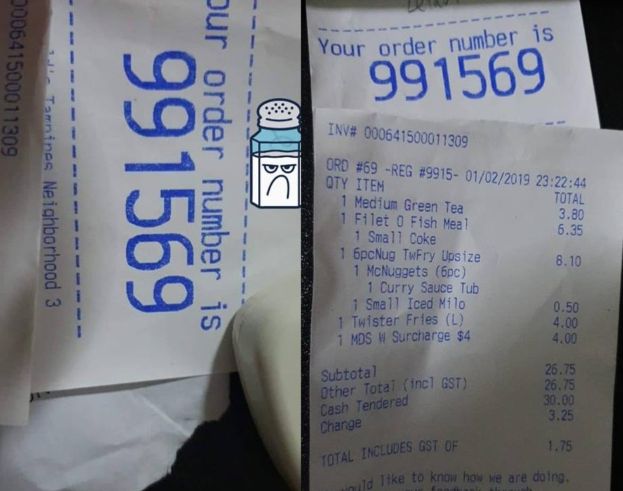 000641500011309
Tampines Neighborhood 3
our order number is
991569
Your order number is
991569
INV# 000641500011309
ORD #69 -REG #9915- 01/02/2019 23:22:44
QTY ITEM TOTAL
1 Medium Green Tea 3.80
1 Filet O Fish Meal 6.35
1 Small Coke
1 6pcNug TwFry Upsize 8.10
1 McNuggets (6pc)
1 Curry Sauce Tub
1 Small Iced Milo 0.50
1 Twister Fries (L) 4.00
1 MDS W Surcharge $4 4.00
Subtotal 26.75
Other Total (incl GST) 26.75
Cash Tendered 30.00
Change 3.25
TOTAL INCLUDES GST OF 1.75
would like to know how we are doing.